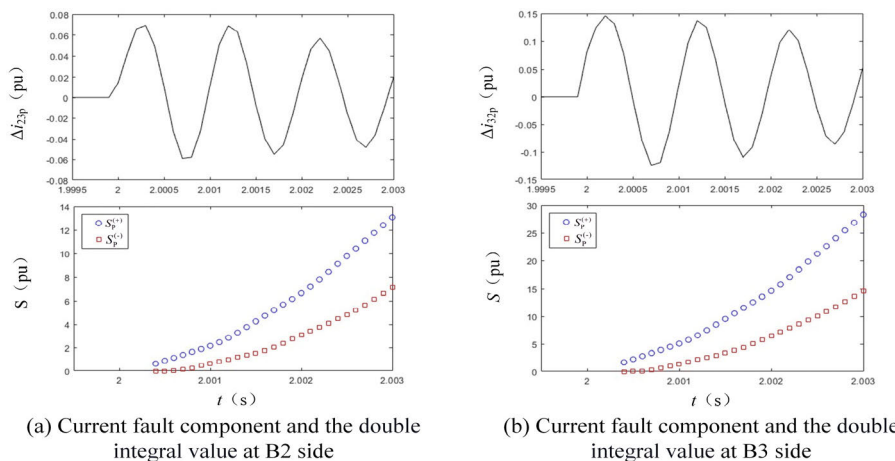 0.08
0.06
0.04
0.02
0
-0.02
-0.04
-0.06
-0.08
Δi23p (pu)
1.9995 2 2.0005 2.001 2.0015 2.002 2.0025 2.003
14
12
10
8
6
4
2
0
S (pu)
Sp(+)
Sp(-)
2 2.001 2.002 2.003
t (s)
(a) Current fault component and the double
integral value at B2 side
0.15
0.1
0.05
0
-0.05
-0.1
-0.15
Δi32p (pu)
1.9995 2 2.0005 2.001 2.0015 2.002 2.0025 2.003
30
25
20
15
10
5
0
S (pu)
Sp(+)
Sp(-)
2 2.001 2.002 2.003
t (s)
(b) Current fault component and the double
integral value at B3 side